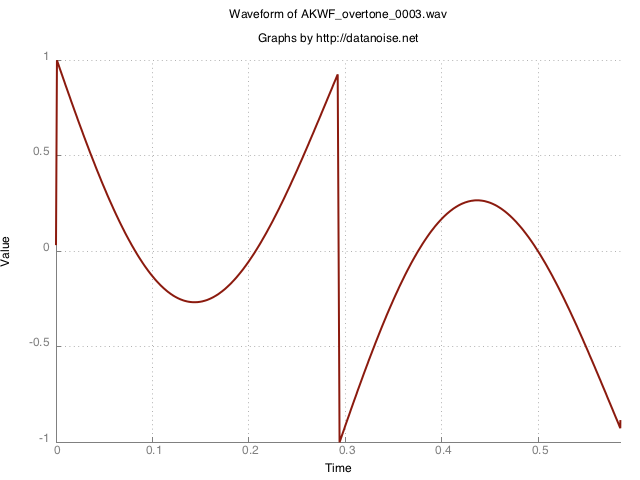 Waveform of AKWF_overtone_0003.wav
Graphs by http://datanoise.net
1
0.5
0
-0.5
-1
Value
0 0.1 0.2 0.3 0.4 0.5
Time